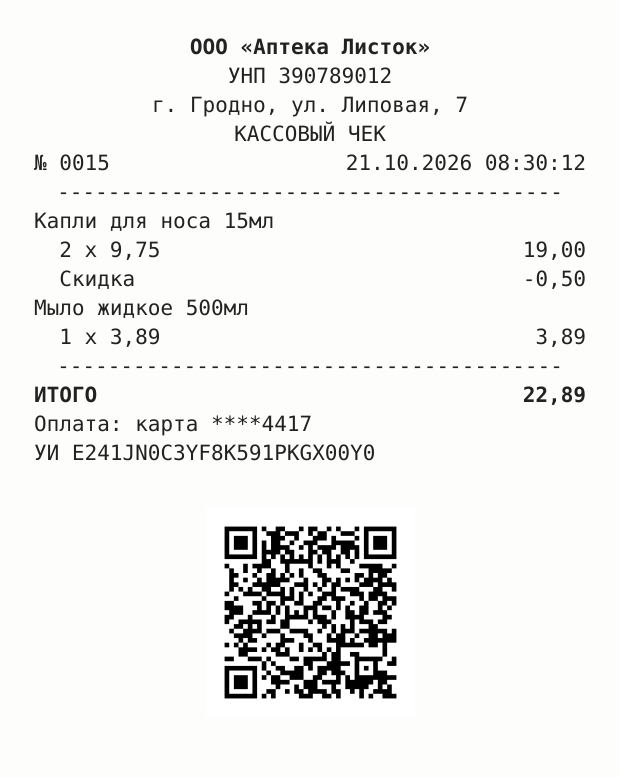 ООО «Аптека Листок»
УНП 390789012
г. Гродно, ул. Липовая, 7
КАССОВЫЙ ЧЕК
№ 0015 21.10.2026 08:30:12
----------------------------------------
Капли для носа 15мл
2 x 9,75 19,00
Скидка -0,50
Мыло жидкое 500мл
1 x 3,89 3,89
----------------------------------------
ИТОГО 22,89
Оплата: карта ****4417
УИ E241JN0C3YF8K591PKGX00Y0